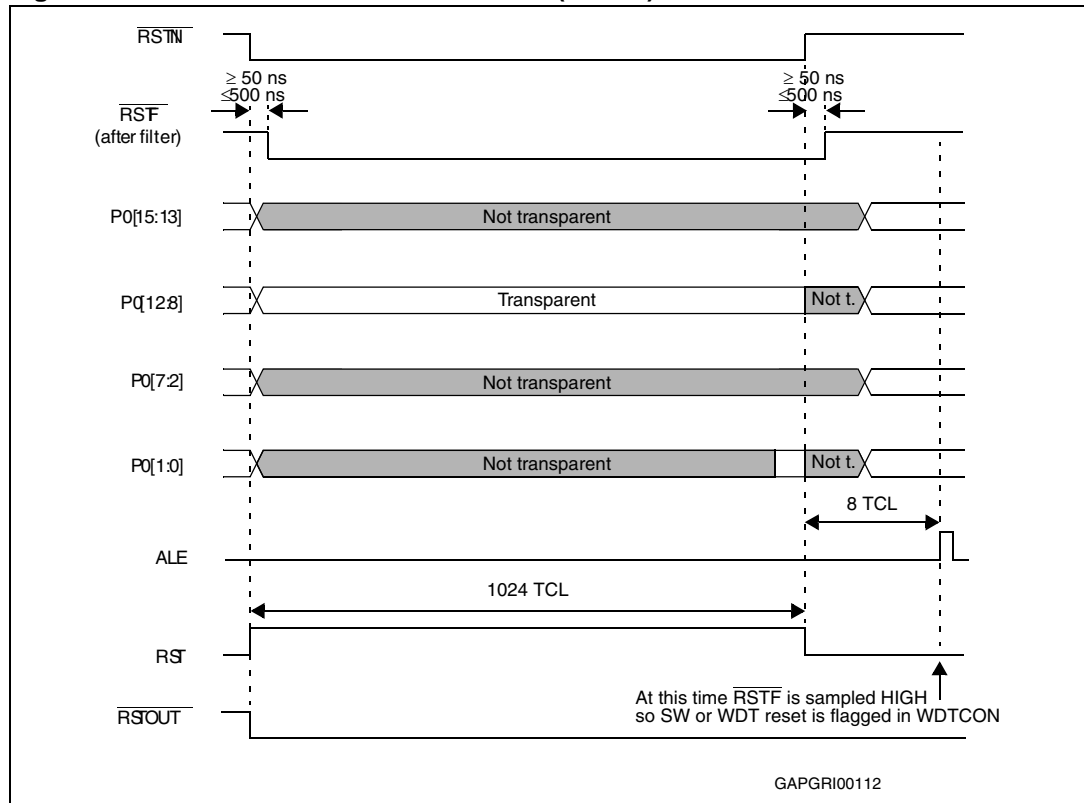 RSTIN
≥ 50 ns
≤500 ns
≥ 50 ns
≤500 ns
RSTF
(after filter)
P0[15:13]
Not transparent
P0[12:8]
Transparent
Not t.
P0[7:2]
Not transparent
P0[1:0]
Not transparent
Not t.
8 TCL
ALE
1024 TCL
RST
At this time RSTF is sampled HIGH
so SW or WDT reset is flagged in WDTCON
RSTOUT
GAPGRI00112